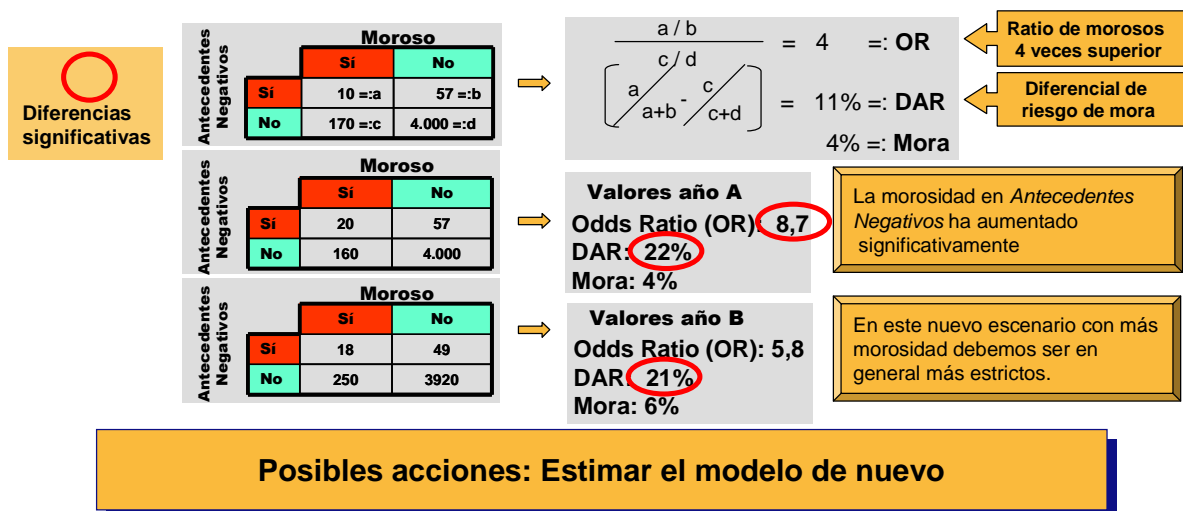 Diferencias
significativas
Antecedentes
Negativos
Moroso
Sí No
Sí 10 =:a 57 =:b
No 170 =:c 4.000 =:d
a / b
c / d
= 4 =: OR
a
a+b
-
c
c+d
= 11% =: DAR
4% =: Mora
Ratio de morosos
4 veces superior
Diferencial de
riesgo de mora
Antecedentes
Negativos
Moroso
Sí No
Sí 20 57
No 160 4.000
Valores año A
Odds Ratio (OR): 8,7
DAR: 22%
Mora: 4%
La morosidad en Antecedentes
Negativos ha aumentado
significativamente
Antecedentes
Negativos
Moroso
Sí No
Sí 18 49
No 250 3920
Valores año B
Odds Ratio (OR): 5,8
DAR: 21%
Mora: 6%
En este nuevo escenario con más
morosidad debemos ser en
general más estrictos.
Posibles acciones: Estimar el modelo de nuevo